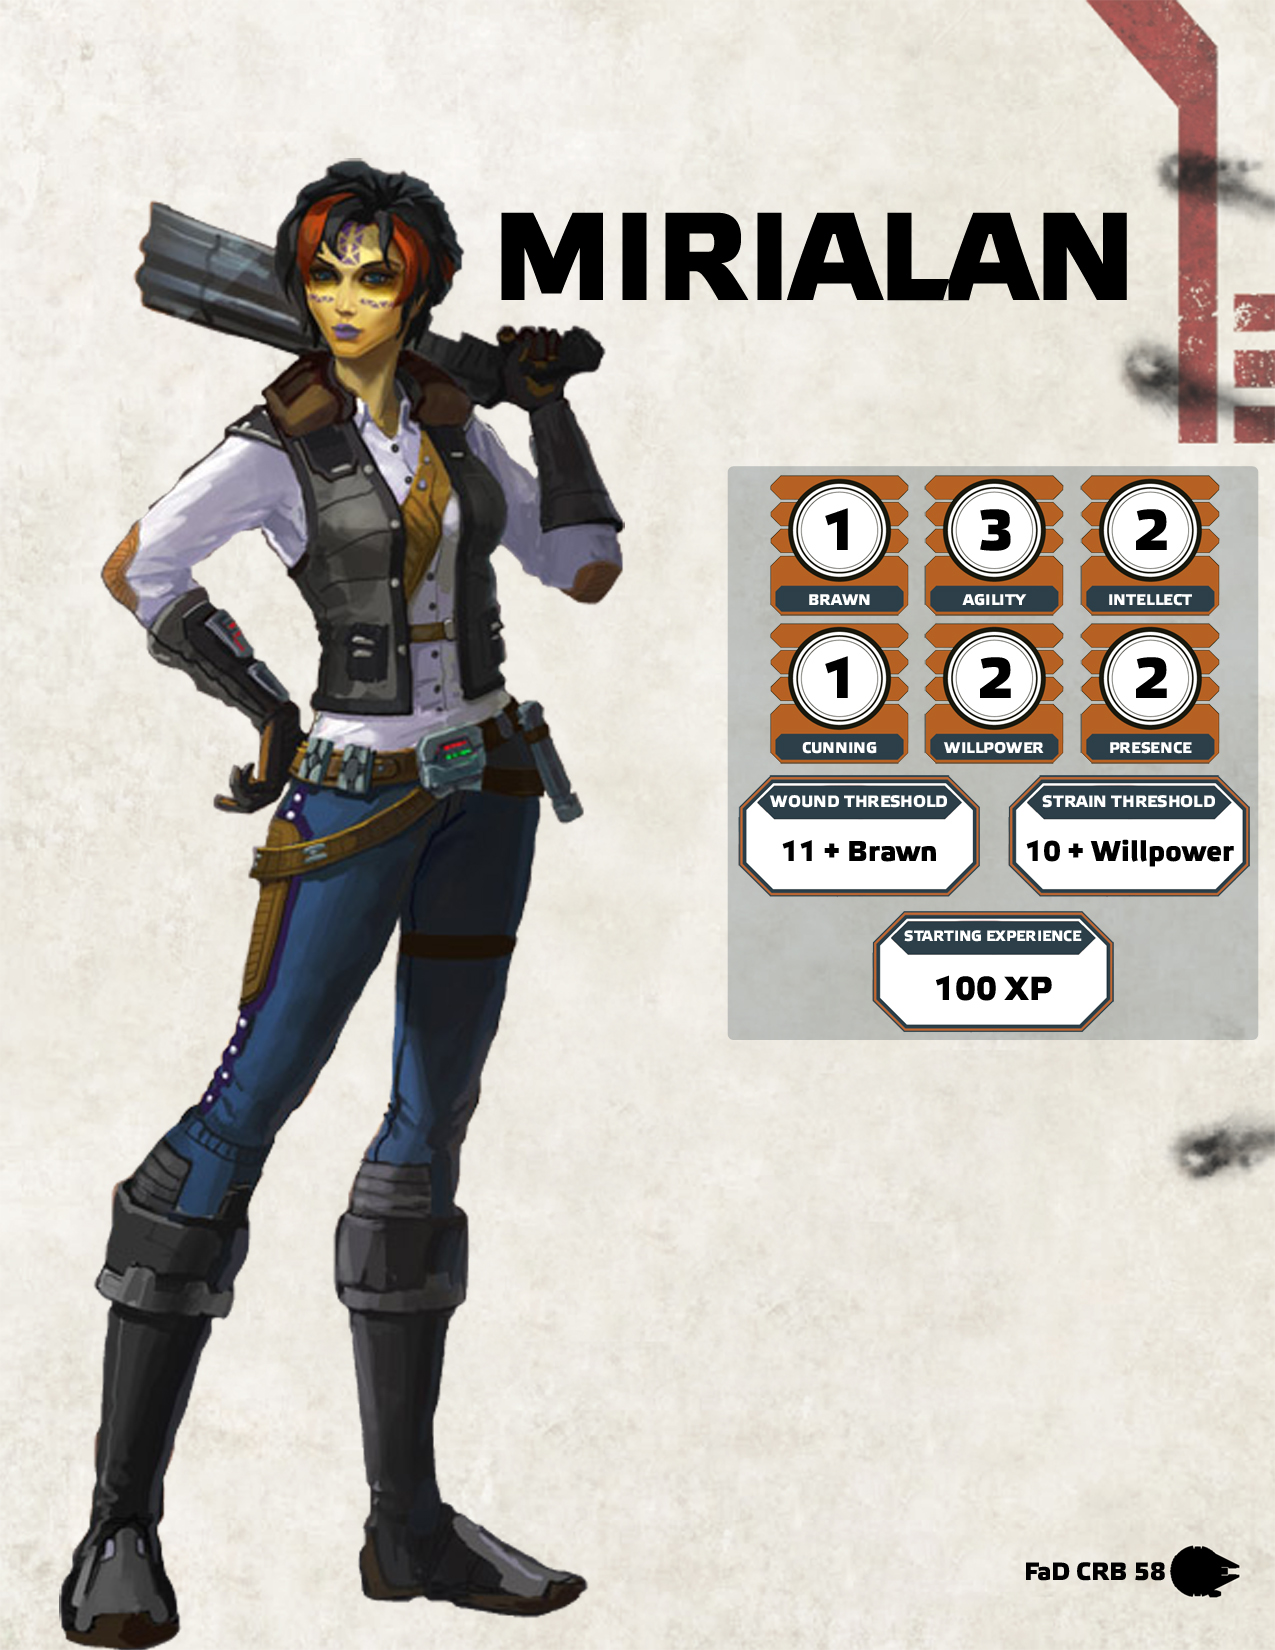 MIRIALAN
1 3 2
BRAWN AGILITY INTELLECT
1 2 2
CUNNING WILLPOWER PRESENCE
WOUND THRESHOLD STRAIN THRESHOLD
11 + Brawn 10 + Willpower
STARTING EXPERIENCE
100 XP
FaD CRB 58